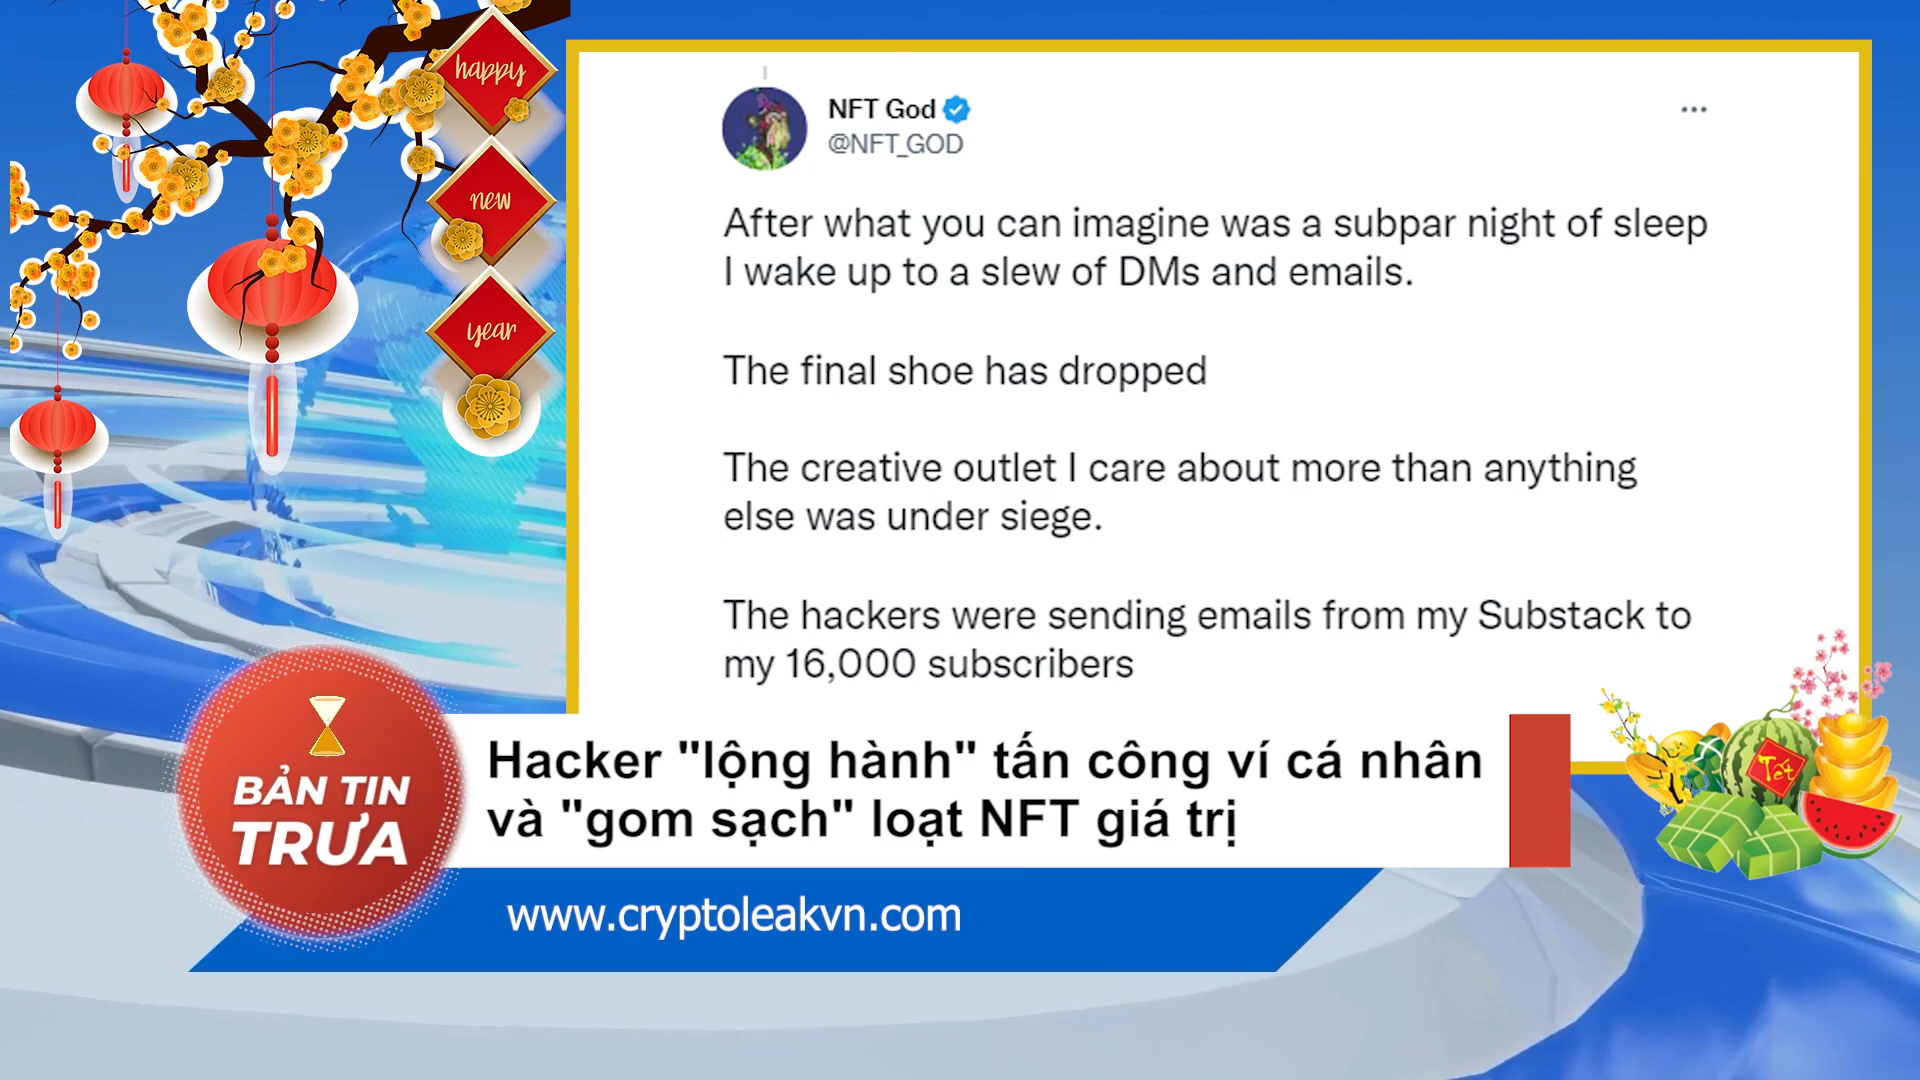 happy
new
year
NFT God
@NFT_GOD
After what you can imagine was a subpar night of sleep
I wake up to a slew of DMs and emails.
The final shoe has dropped
The creative outlet I care about more than anything
else was under siege.
The hackers were sending emails from my Substack to
my 16,000 subscribers
BẢN TIN
TRƯA
Hacker "lộng hành" tấn công ví cá nhân
và "gom sạch" loạt NFT giá trị
www.cryptoleakvn.com
Tết